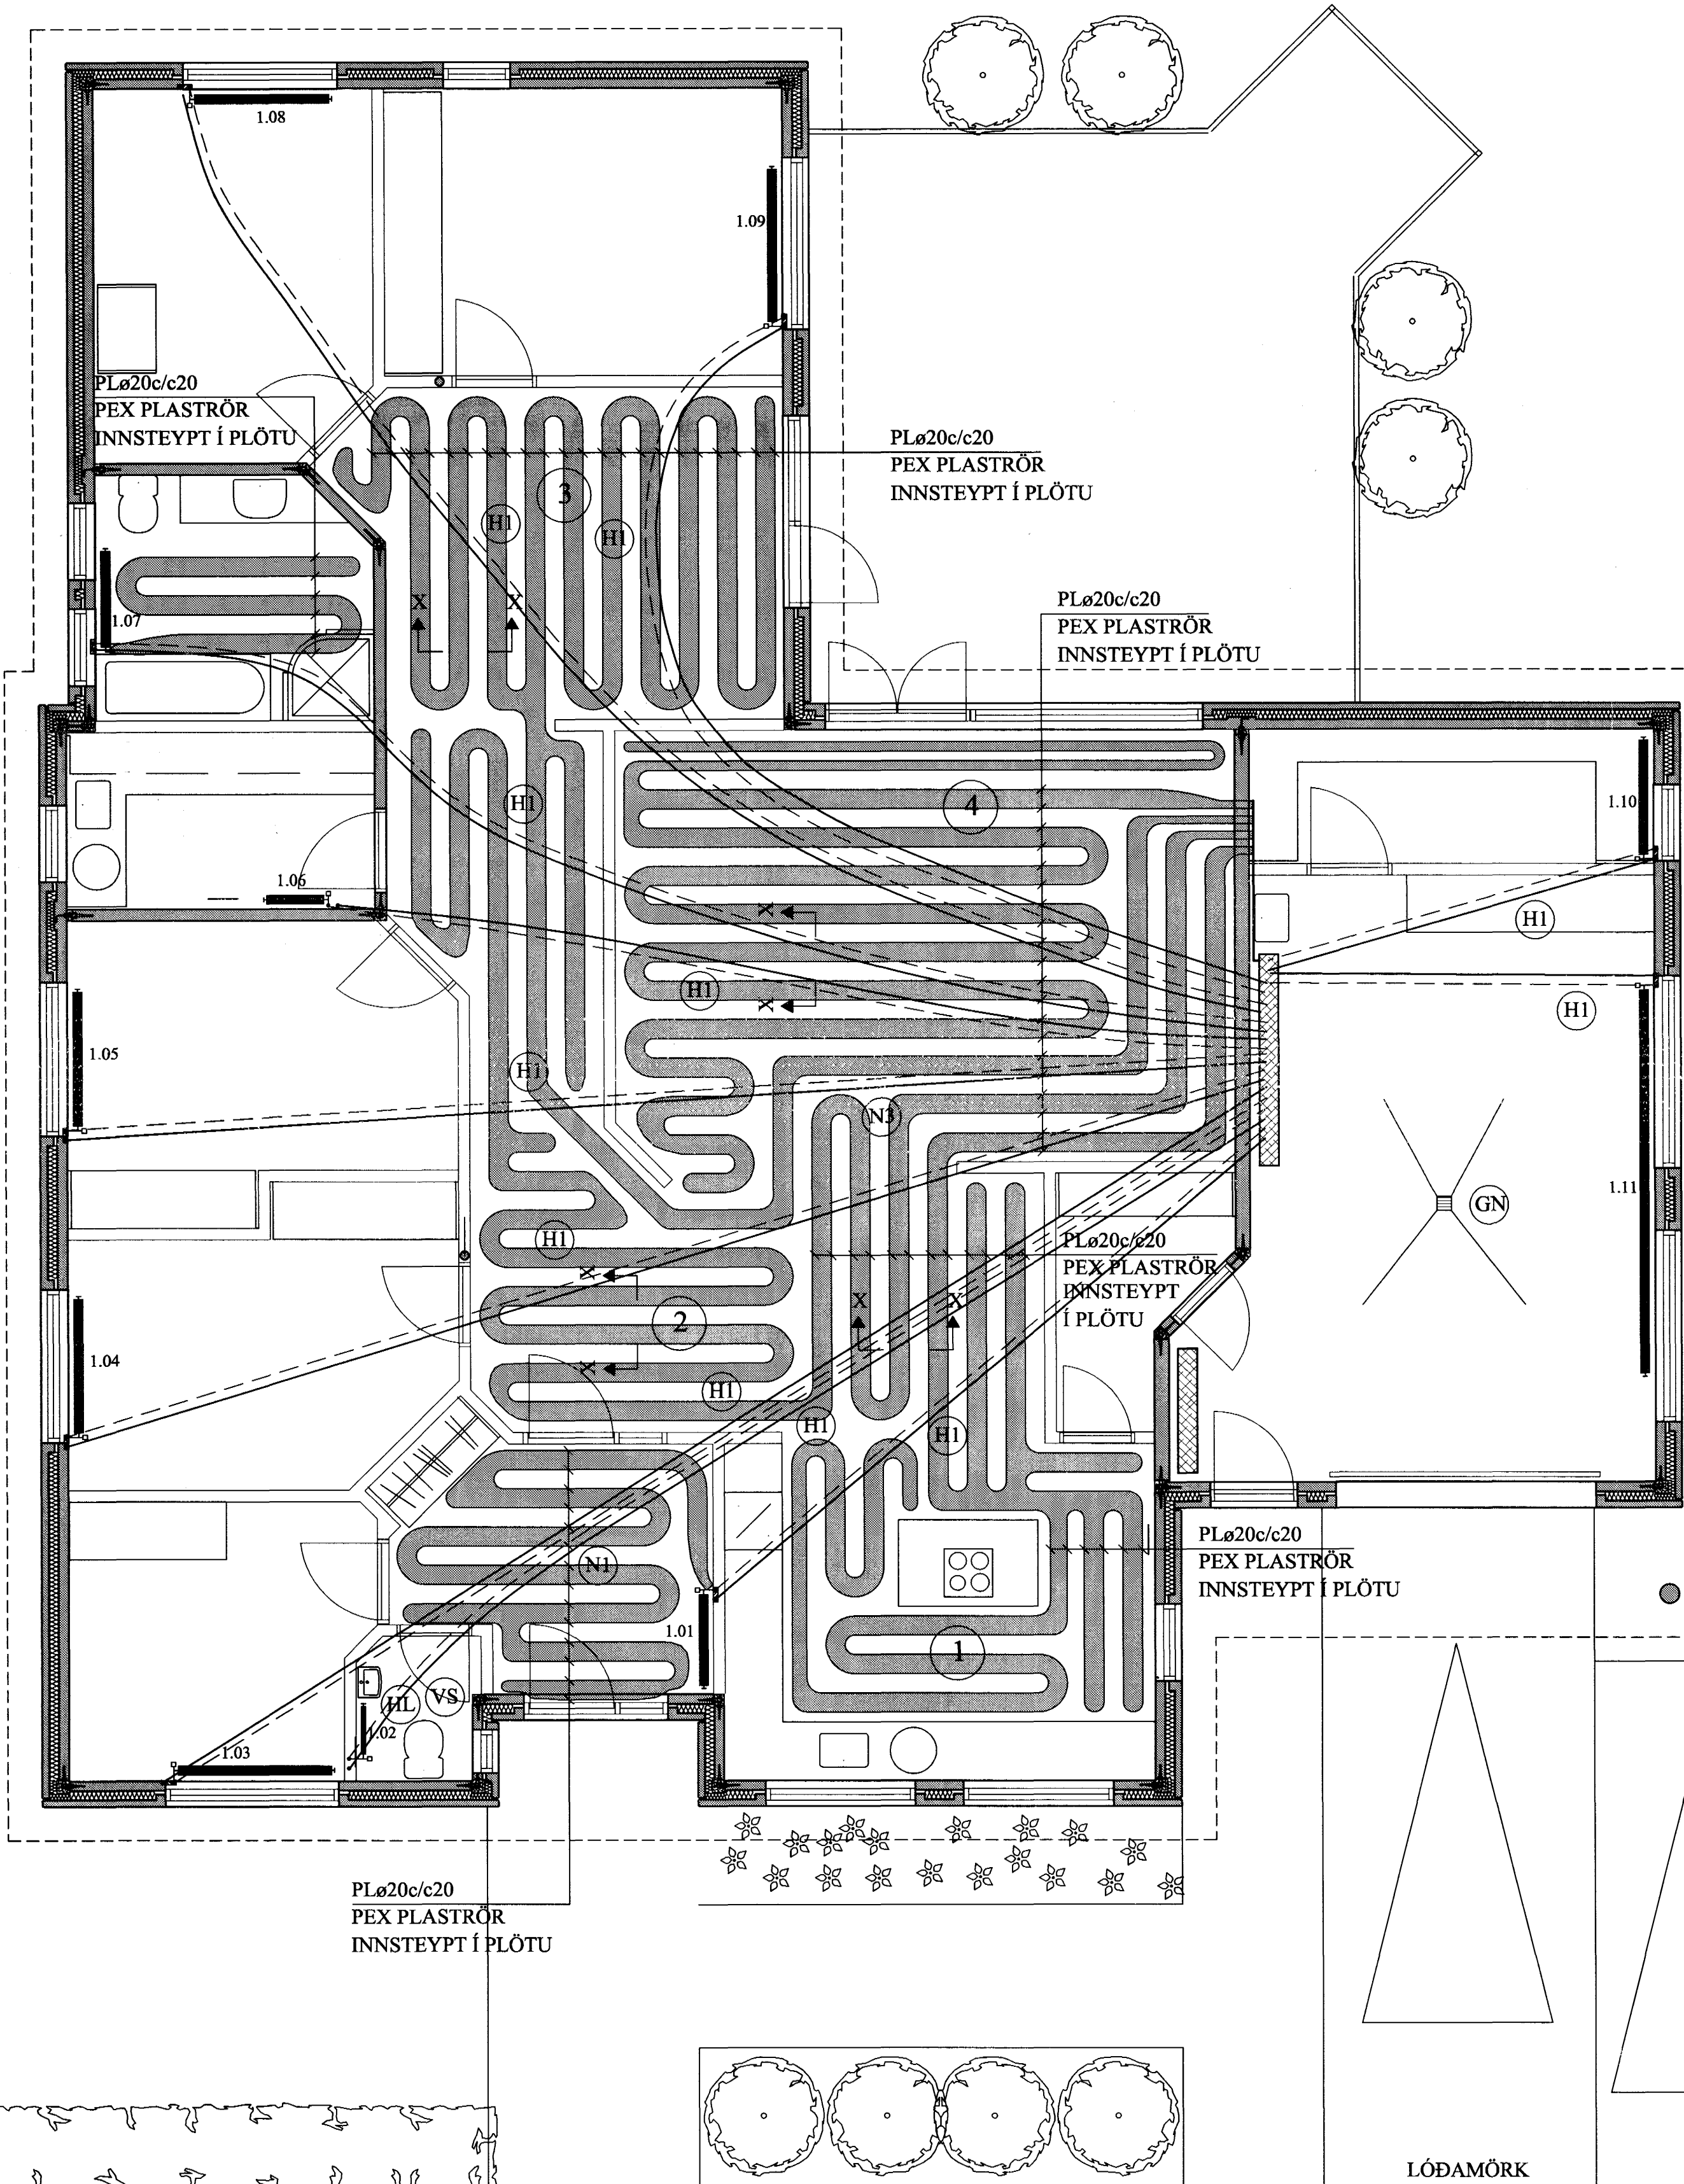 1.08
1.09
PLø20c/c20
PEX PLASTRÖR
INNSTEYPT Í PLÖTU
PLø20c/c20
PEX PLASTRÖR
INNSTEYPT Í PLÖTU
3
H1
H1
PLø20c/c20
PEX PLASTRÖR
INNSTEYPT Í PLÖTU
X
X
1.07
H1
4
1.10
1.06
X
H1
H1
X
H1
1.05
H1
N3
1.11
GN
H1
PLø20c/c20
PEX PLASTRÖR
INNSTEYPT
Í PLÖTU
X
X
X
2
1.04
X
H1
H1
H1
PLø20c/c20
PEX PLASTRÖR
INNSTEYPT Í PLÖTU
N1
1.01
1
HL
VS
1.02
1.03
PLø20c/c20
PEX PLASTRÖR
INNSTEYPT Í PLÖTU
LÓÐAMÖRK